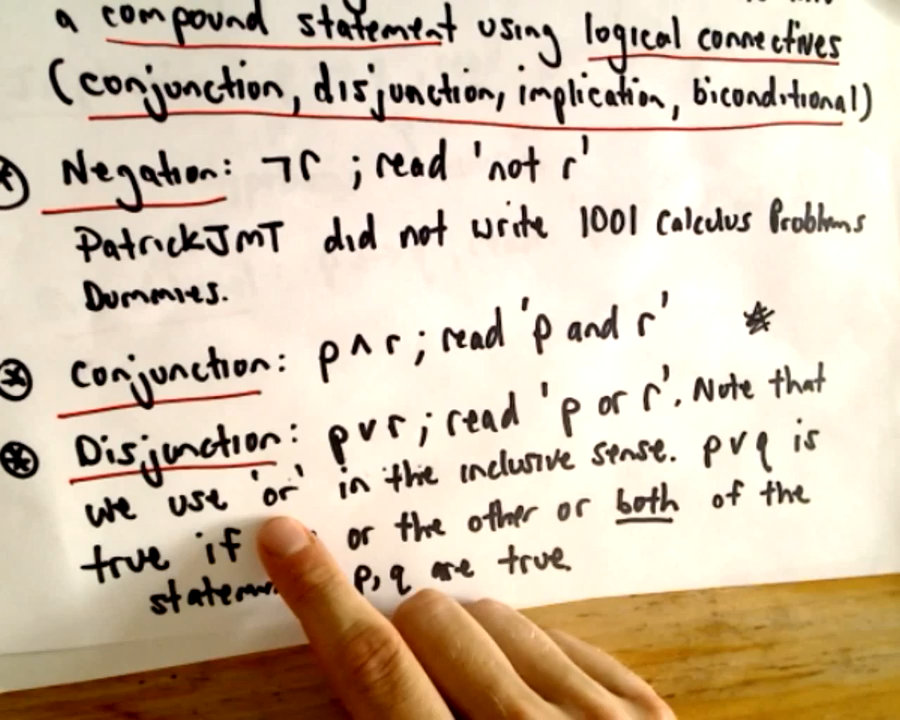 a compound statement using logical connectives
(conjunction, disjunction, implication, biconditional)
Negation: ¬r ; read 'not r'
PatrickJMT did not write 1001 Calculus Problems
Dummies.
Conjunction: p ∧ r ; read 'p and r'
Disjunction: p ∨ r ; read 'p or r'. Note that
we use 'or' in the inclusive sense. p ∨ q is
true if or the other or both of the
p, q are true.